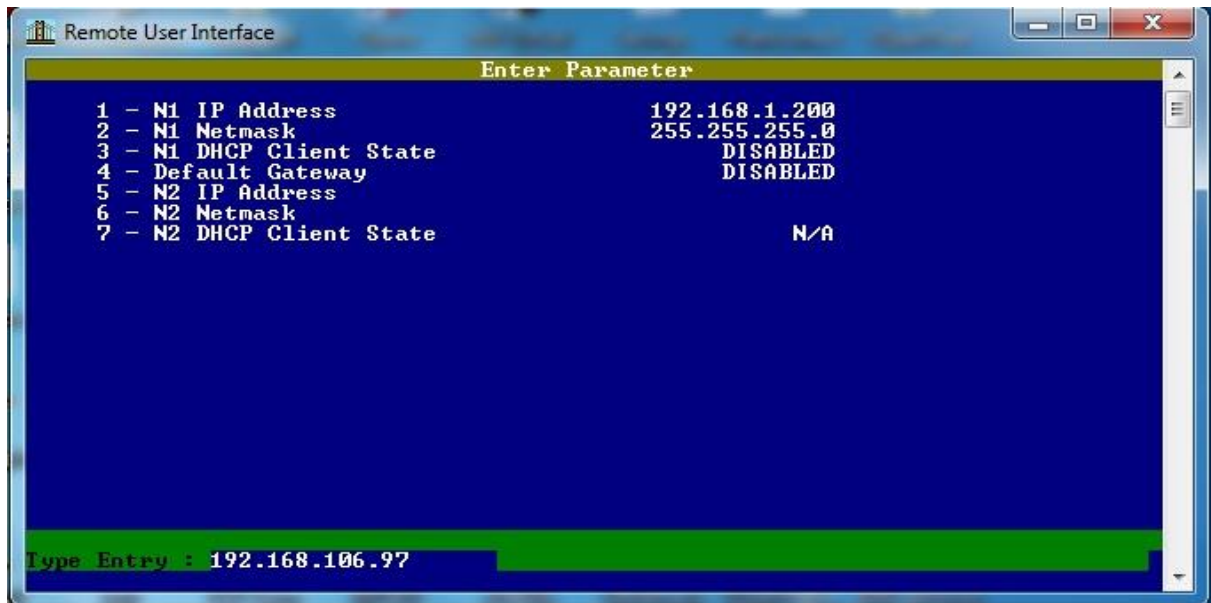 Remote User Interface
Enter Parameter
1 - N1 IP Address 192.168.1.200
2 - N1 Netmask 255.255.255.0
3 - N1 DHCP Client State DISABLED
4 - Default Gateway DISABLED
5 - N2 IP Address
6 - N2 Netmask
7 - N2 DHCP Client State N/A
Type Entry : 192.168.106.97